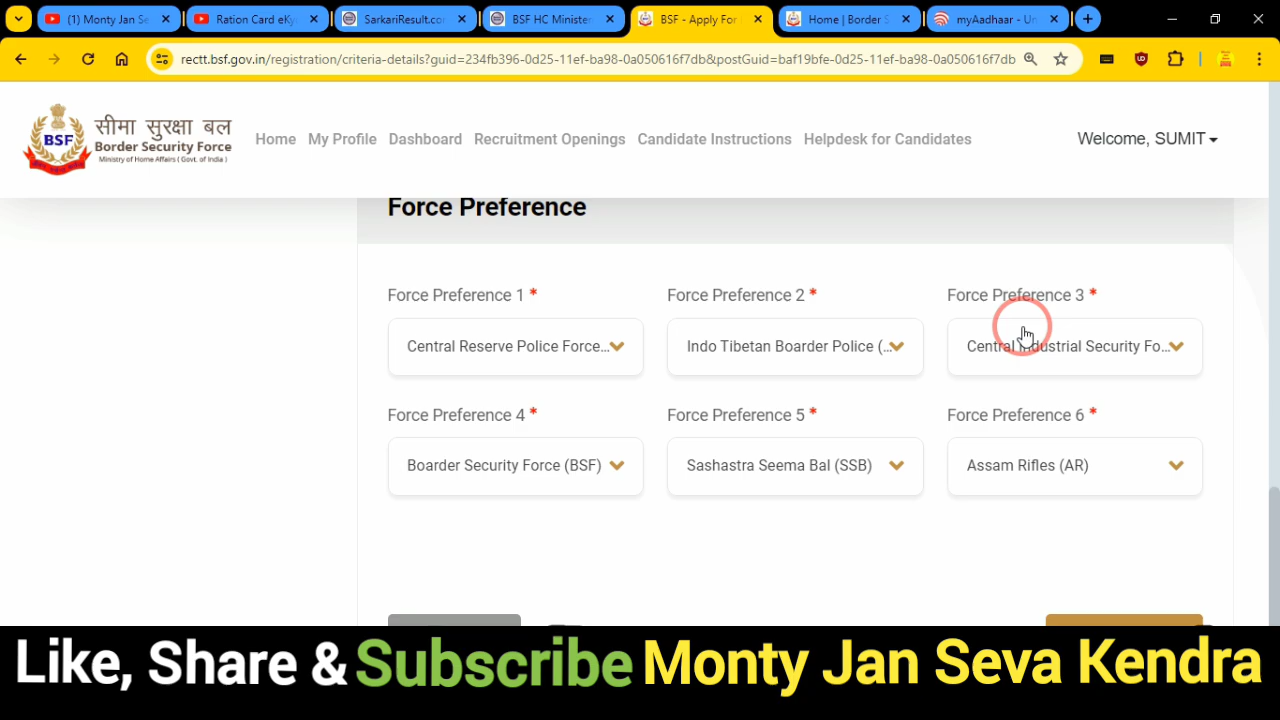 (1) Monty Jan Se
Ration Card eKy
SarkariResult.co
BSF HC Minister
BSF - Apply For
Home | Border S
myAadhaar - Un
rectt.bsf.gov.in/registration/criteria-details?guid=234fb396-0d25-11ef-ba98-0a050616f7db&postGuid=baf19bfe-0d25-11ef-ba98-0a050616f7db
BSF
सीमा सुरक्षा बल
Border Security Force
Ministry of Home Affairs ( Govt. of India )
Home My Profile Dashboard Recruitment Openings Candidate Instructions Helpdesk for Candidates
Welcome, SUMIT
Force Preference
Force Preference 1 * Force Preference 2 * Force Preference 3 *
Central Reserve Police Force... Indo Tibetan Boarder Police (... Central Industrial Security Fo...
Force Preference 4 * Force Preference 5 * Force Preference 6 *
Boarder Security Force (BSF) Sashastra Seema Bal (SSB) Assam Rifles (AR)
Like, Share & Subscribe Monty Jan Seva Kendra